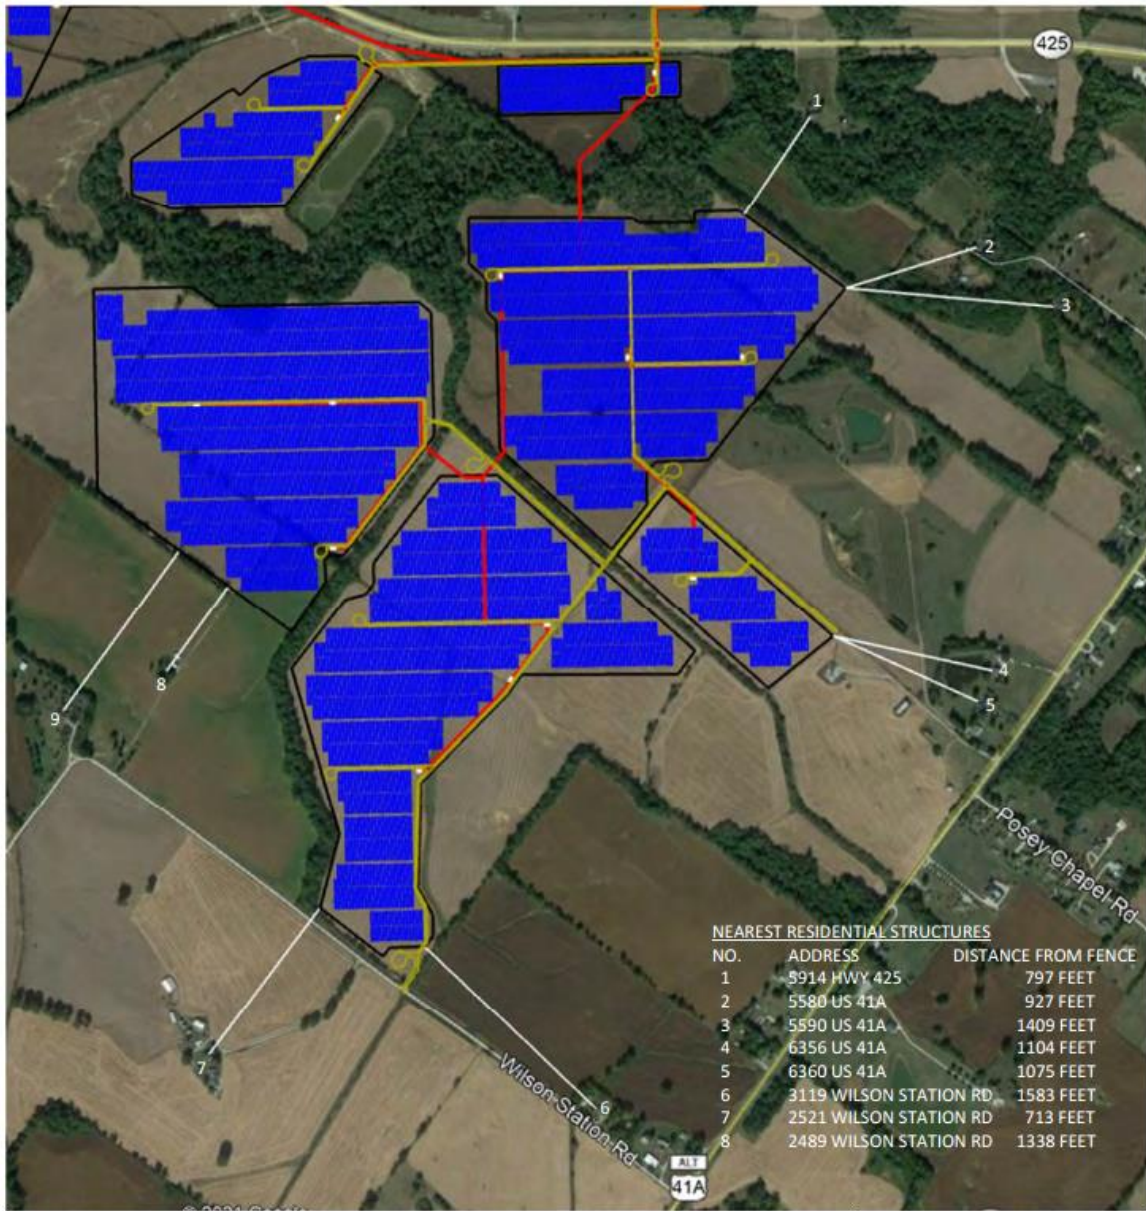 425
1
2
3
4
5
8
9
Posey Chapel Rd
NEAREST RESIDENTIAL STRUCTURES
NO. ADDRESS DISTANCE FROM FENCE
1 5914 HWY 425 797 FEET
2 5580 US 41A 927 FEET
3 5590 US 41A 1409 FEET
4 6356 US 41A 1104 FEET
5 6360 US 41A 1075 FEET
6 3119 WILSON STATION RD 1583 FEET
7 2521 WILSON STATION RD 713 FEET
8 2489 WILSON STATION RD 1338 FEET
7
6
Wilson Station Rd
ALT
41A